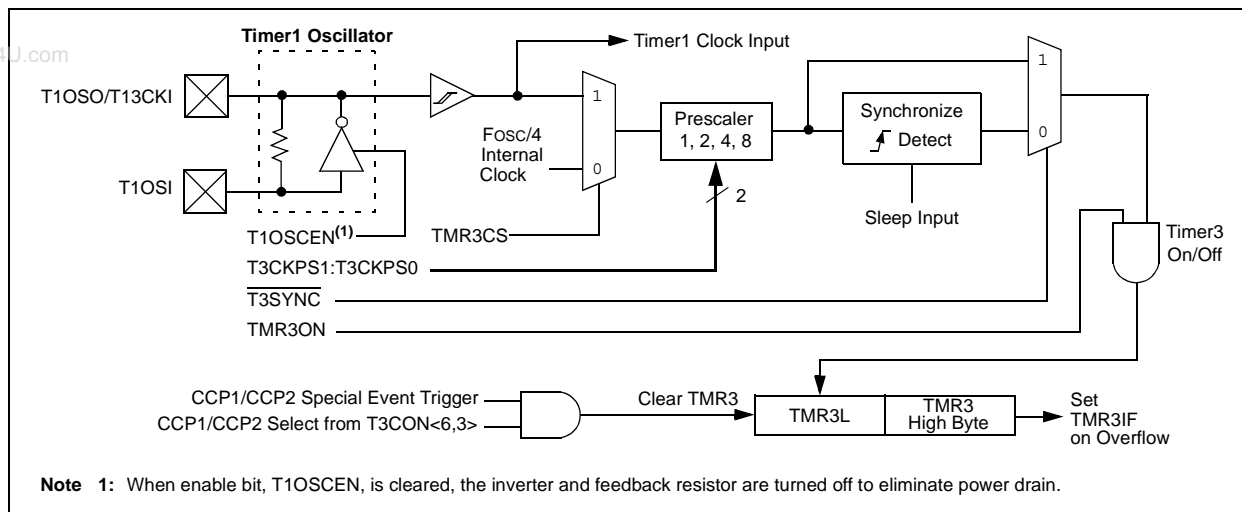 Timer1 Oscillator
4U.com
Timer1 Clock Input
T1OSO/T13CKI
1
1
FOSC/4
Internal
Clock
0
Prescaler
1, 2, 4, 8
Synchronize
Detect
0
T1OSI
2
Sleep Input
T1OSCEN(1)
TMR3CS
Timer3
On/Off
T3CKPS1:T3CKPS0
T3SYNC
TMR3ON
CCP1/CCP2 Special Event Trigger
CCP1/CCP2 Select from T3CON<6,3>
Clear TMR3
TMR3L
TMR3
High Byte
Set
TMR3IF
on Overflow
Note 1: When enable bit, T1OSCEN, is cleared, the inverter and feedback resistor are turned off to eliminate power drain.